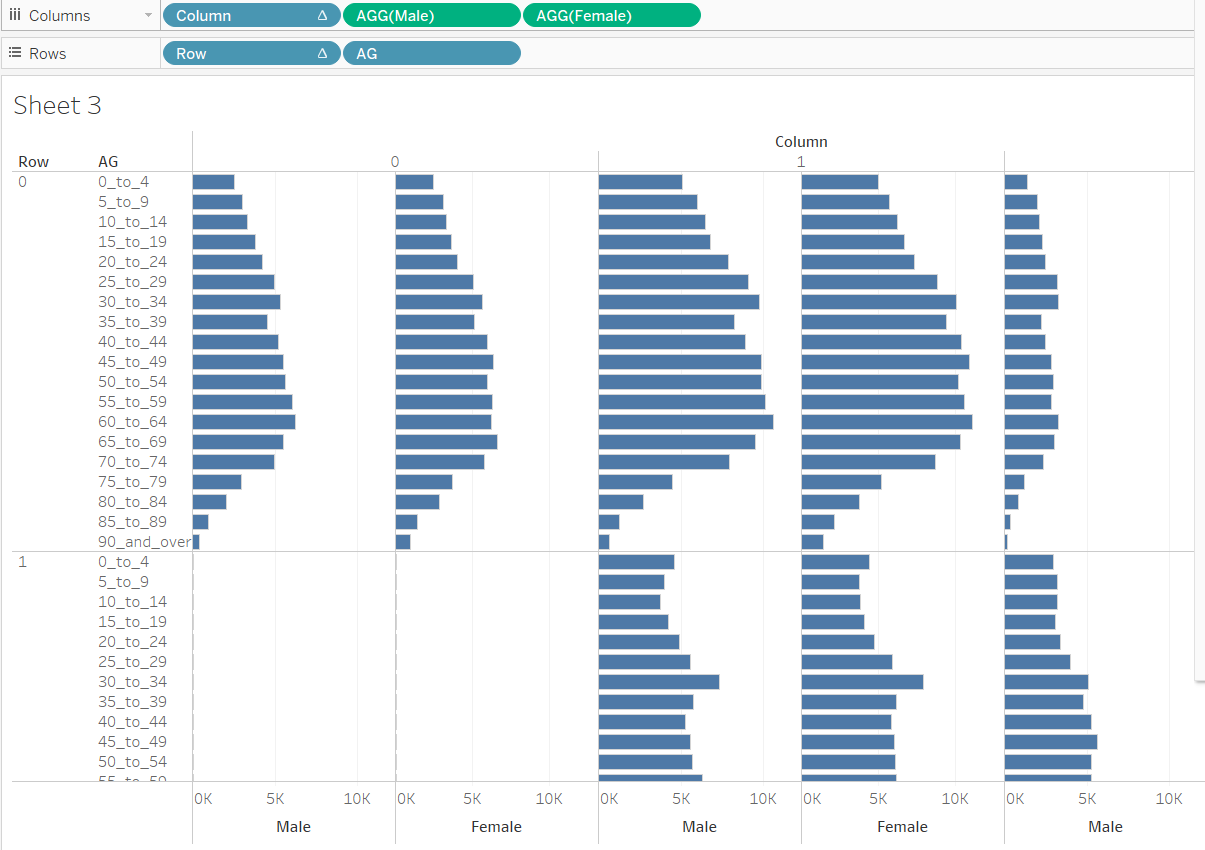 Columns Column Δ AGG(Male) AGG(Female)
Rows Row Δ AG
Sheet 3
Column
Row AG 0 1
0 0_to_4
5_to_9
10_to_14
15_to_19
20_to_24
25_to_29
30_to_34
35_to_39
40_to_44
45_to_49
50_to_54
55_to_59
60_to_64
65_to_69
70_to_74
75_to_79
80_to_84
85_to_89
90_and_over
1 0_to_4
5_to_9
10_to_14
15_to_19
20_to_24
25_to_29
30_to_34
35_to_39
40_to_44
45_to_49
50_to_54
55_to_59
0K 5K 10K 0K 5K 10K 0K 5K 10K 0K 5K 10K 0K 5K 10K
Male Female Male Female Male